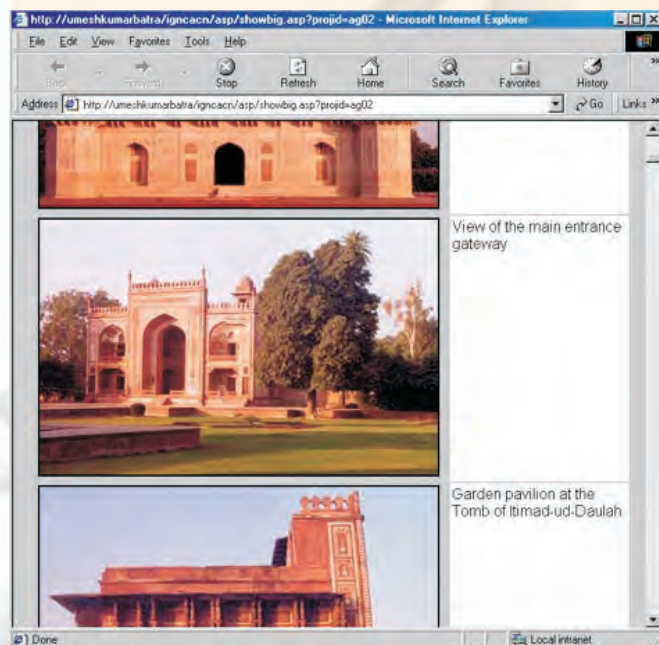 http://umeshkumarbatra/igncacn/asp/showbig.asp?projid=ag02 - Microsoft Internet Explorer
File Edit View Favorites Tools Help
Back Forward Stop Refresh Home Search Favorites History »
Address http://umeshkumarbatra/igncacn/asp/showbig.asp?projid=ag02 Go Links »
View of the main entrance
gateway
Garden pavilion at the
Tomb of Itimad-ud-Daulah
Done Local intranet